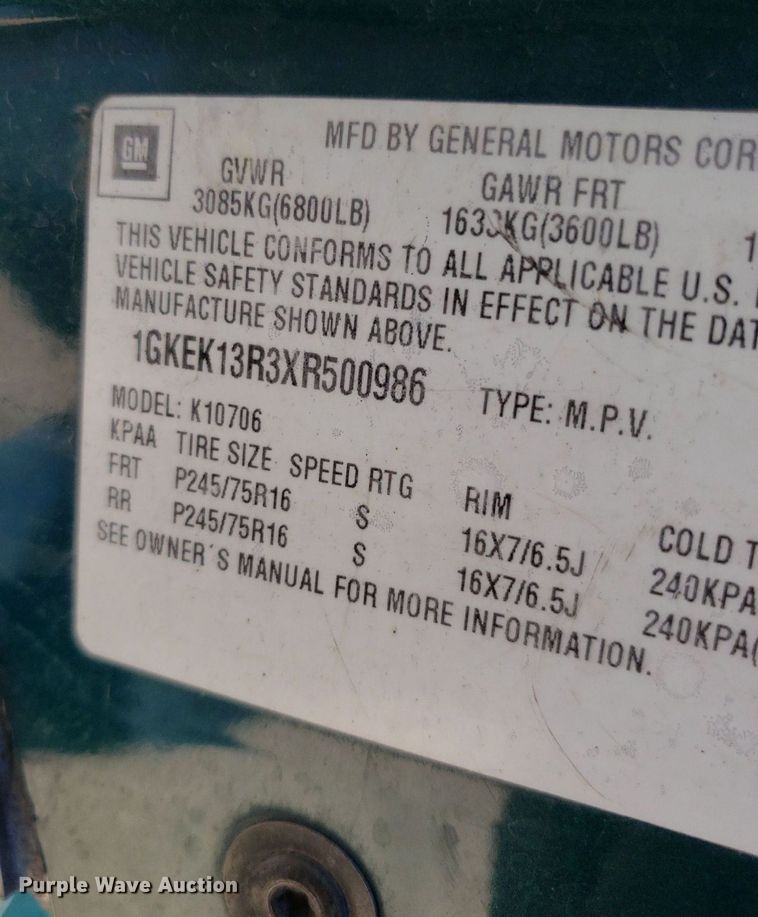 GM
MFD BY GENERAL MOTORS COR
GVWR GAWR FRT
3085KG(6800LB) 1633KG(3600LB) 1
THIS VEHICLE CONFORMS TO ALL APPLICABLE U.S.
VEHICLE SAFETY STANDARDS IN EFFECT ON THE DAT
MANUFACTURE SHOWN ABOVE.
1GKEK13R3XR500986 TYPE: M.P.V.
MODEL: K10706
KPAA TIRE SIZE SPEED RTG RIM COLD T
FRT P245/75R16 S 16X7/6.5J 240KPA
RR P245/75R16 S 16X7/6.5J 240KPA(
SEE OWNER'S MANUAL FOR MORE INFORMATION.
Purple Wave Auction